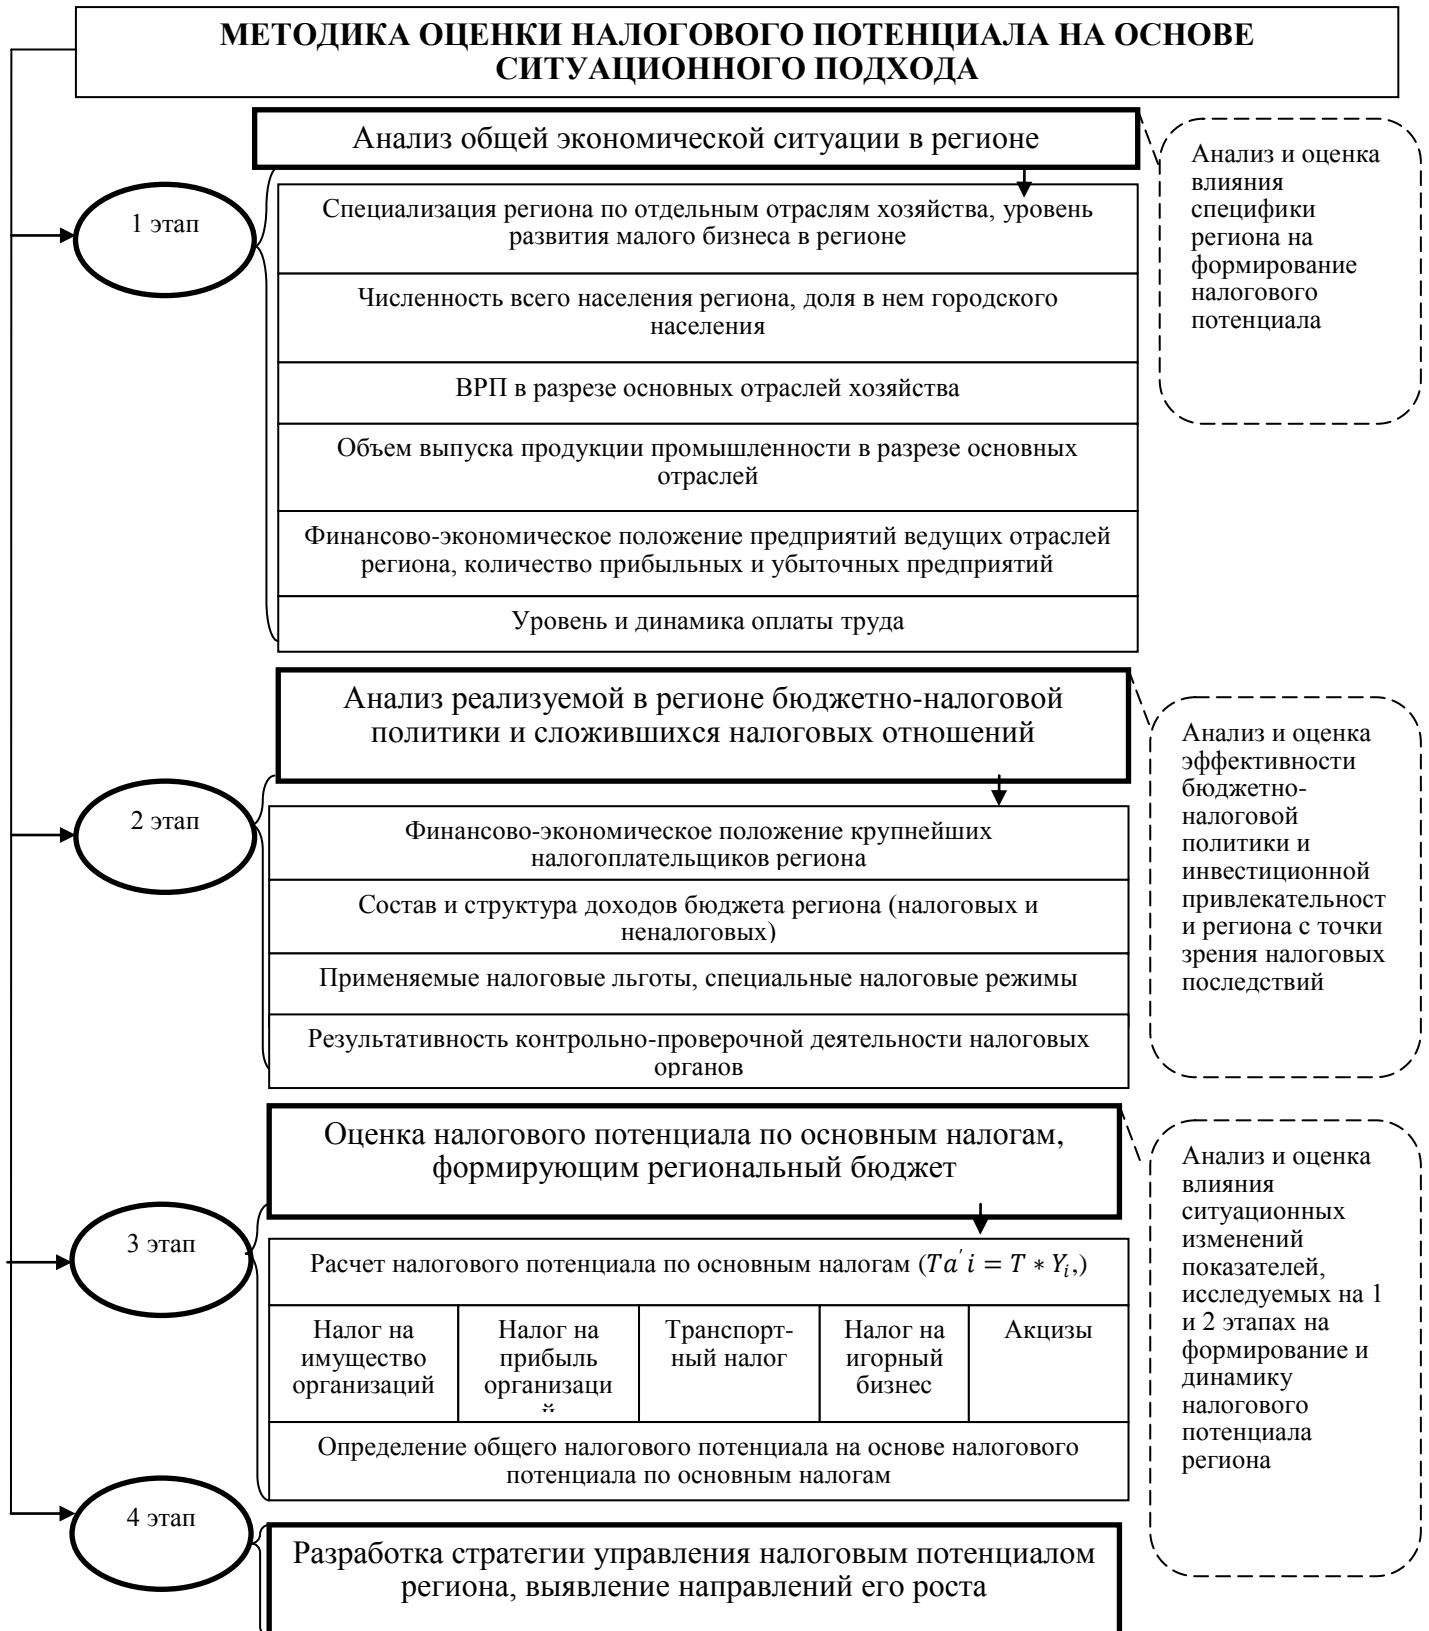 МЕТОДИКА ОЦЕНКИ НАЛОГОВОГО ПОТЕНЦИАЛА НА ОСНОВЕ
СИТУАЦИОННОГО ПОДХОДА
Анализ общей экономической ситуации в регионе
1 этап
Специализация региона по отдельным отраслям хозяйства, уровень
развития малого бизнеса в регионе
Численность всего населения региона, доля в нем городского
населения
ВРП в разрезе основных отраслей хозяйства
Объем выпуска продукции промышленности в разрезе основных
отраслей
Финансово-экономическое положение предприятий ведущих отраслей
региона, количество прибыльных и убыточных предприятий
Уровень и динамика оплаты труда
Анализ и оценка
влияния
специфики
региона на
формирование
налогового
потенциала
Анализ реализуемой в регионе бюджетно-налоговой
политики и сложившихся налоговых отношений
2 этап
Финансово-экономическое положение крупнейших
налогоплательщиков региона
Состав и структура доходов бюджета региона (налоговых и
неналоговых)
Применяемые налоговые льготы, специальные налоговые режимы
Результативность контрольно-проверочной деятельности налоговых
органов
Анализ и оценка
эффективности
бюджетно-
налоговой
политики и
инвестиционной
привлекательност
и региона с точки
зрения налоговых
последствий
Оценка налогового потенциала по основным налогам,
формирующим региональный бюджет
3 этап
Расчет налогового потенциала по основным налогам (Ta'i = T * Yᵢ,)
Налог на
имущество
организаций
Налог на
прибыль
организаци
й
Транспорт-
ный налог
Налог на
игорный
бизнес
Акцизы
Определение общего налогового потенциала на основе налогового
потенциала по основным налогам
Анализ и оценка
влияния
ситуационных
изменений
показателей,
исследуемых на 1
и 2 этапах на
формирование и
динамику
налогового
потенциала
региона
4 этап
Разработка стратегии управления налоговым потенциалом
региона, выявление направлений его роста